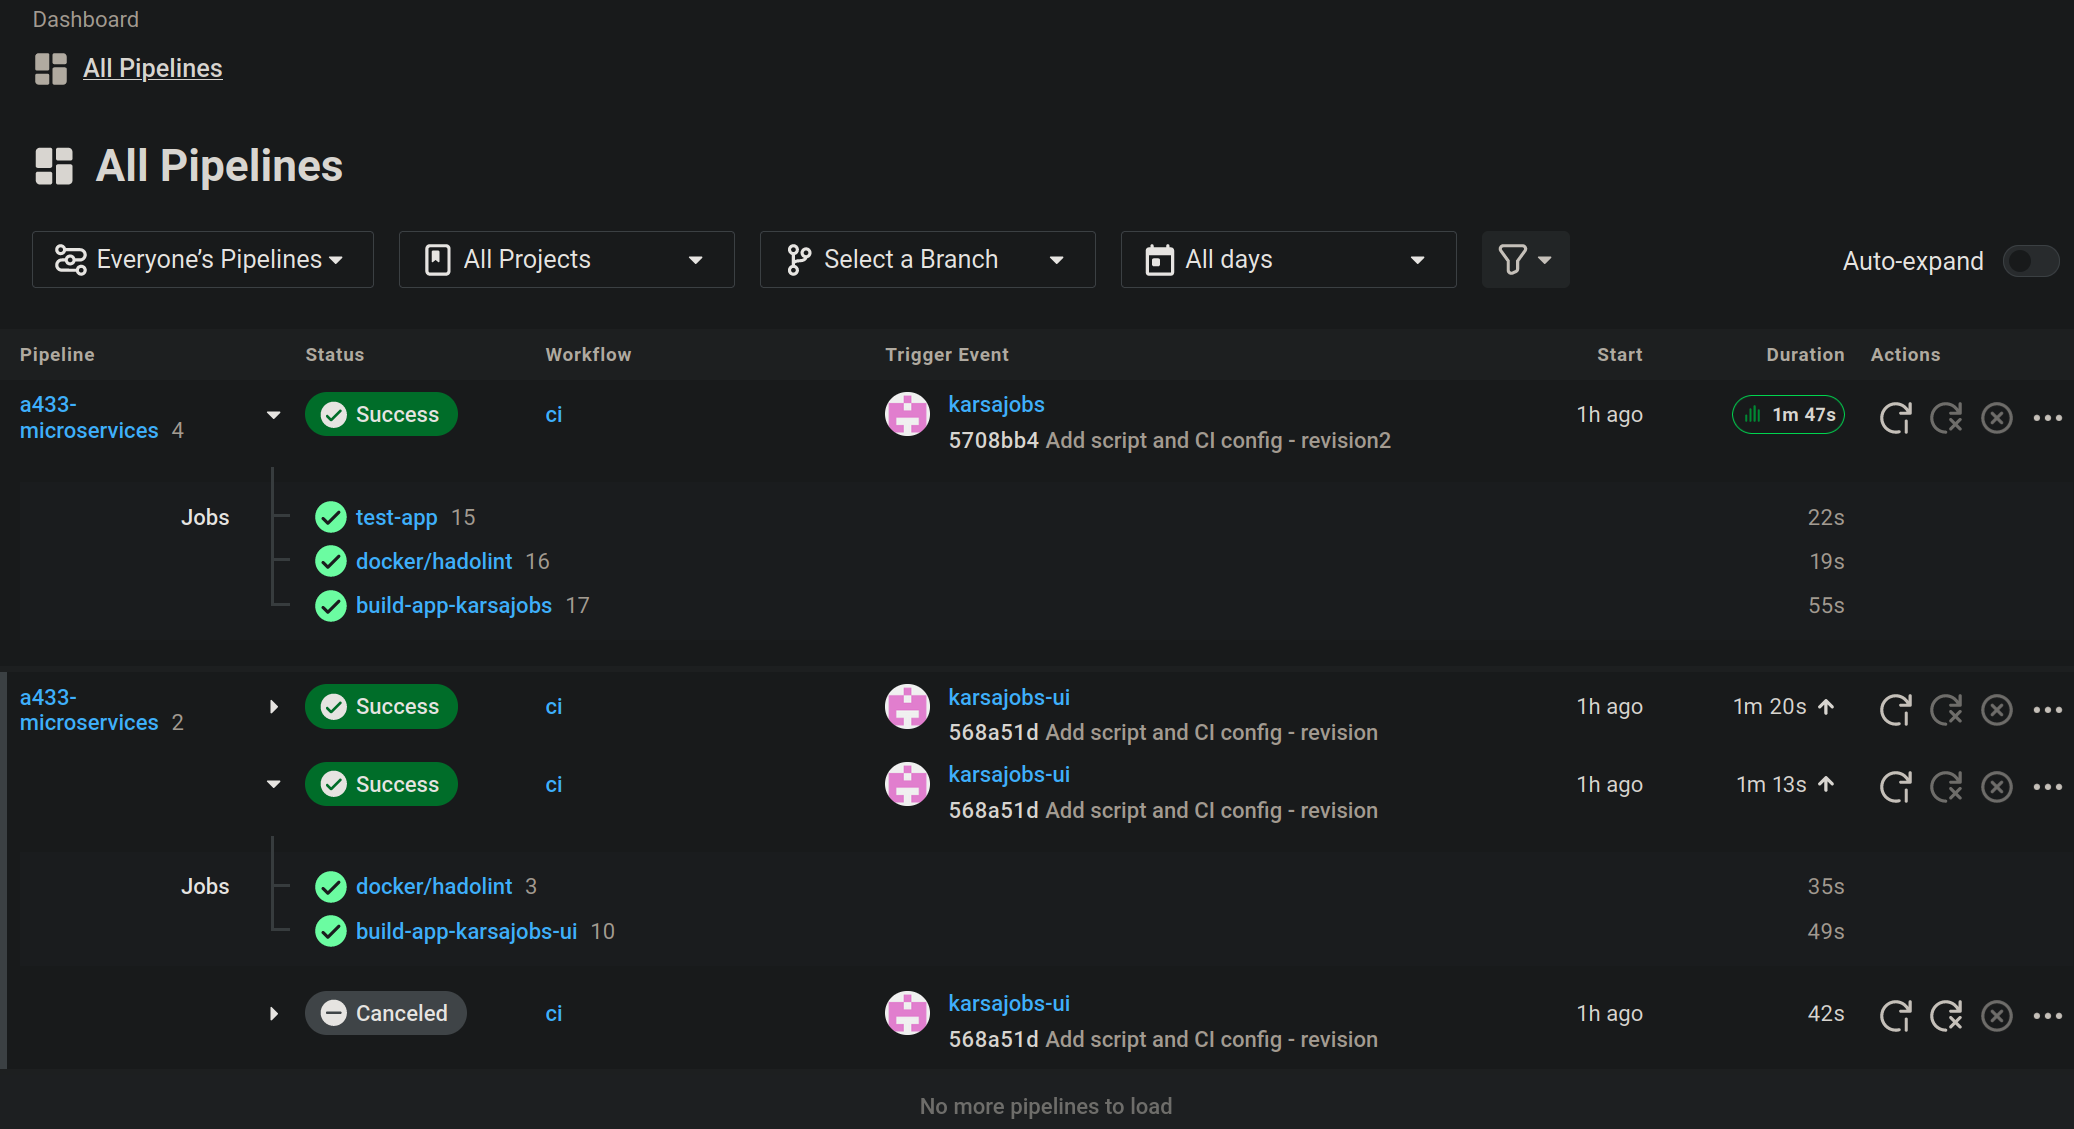 Dashboard
All Pipelines
All Pipelines
Everyone’s Pipelines
All Projects
Select a Branch
All days
Auto-expand
Pipeline Status Workflow Trigger Event Start Duration Actions
a433-
microservices 4
Success
ci
karsajobs
5708bb4 Add script and CI config - revision2
1h ago
1m 47s
Jobs
test-app 15 22s
docker/hadolint 16 19s
build-app-karsajobs 17 55s
a433-
microservices 2
Success
ci
karsajobs-ui
568a51d Add script and CI config - revision
1h ago
1m 20s
Success
ci
karsajobs-ui
568a51d Add script and CI config - revision
1h ago
1m 13s
Jobs
docker/hadolint 3 35s
build-app-karsajobs-ui 10 49s
Canceled
ci
karsajobs-ui
568a51d Add script and CI config - revision
1h ago
42s
No more pipelines to load